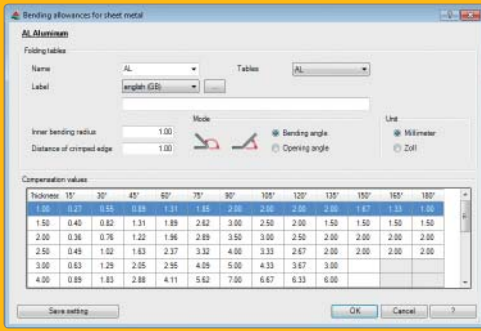 Bending allowances for sheet metal
AL Aluminum
Folding tables
Name AL Tables AL
Label english (GB) ...
Mode Unit
Inner bending radius 1.00 Bending angle Millimeter
Distance of crimped edge 1.00 Opening angle Zoll
Compensation values
Thickness 15° 30° 45° 60° 75° 90° 105° 120° 135° 150° 165° 180°
1.00 0.27 0.55 0.89 1.31 1.85 2.00 2.00 2.00 2.00 1.67 1.33 1.00
1.50 0.40 0.82 1.31 1.89 2.62 3.00 2.50 2.00 1.50 1.50 1.50 1.50
2.00 0.36 0.76 1.22 1.96 2.89 3.50 3.00 2.50 2.00 2.00 2.00 2.00
2.50 0.49 1.02 1.63 2.37 3.32 4.00 3.33 2.67 2.00 2.00 2.00 2.00
3.00 0.63 1.29 2.05 2.95 4.09 5.00 4.33 3.67 3.00
4.00 0.89 1.83 2.88 4.11 5.62 7.00 6.67 6.33 6.00
Save setting OK Cancel ?